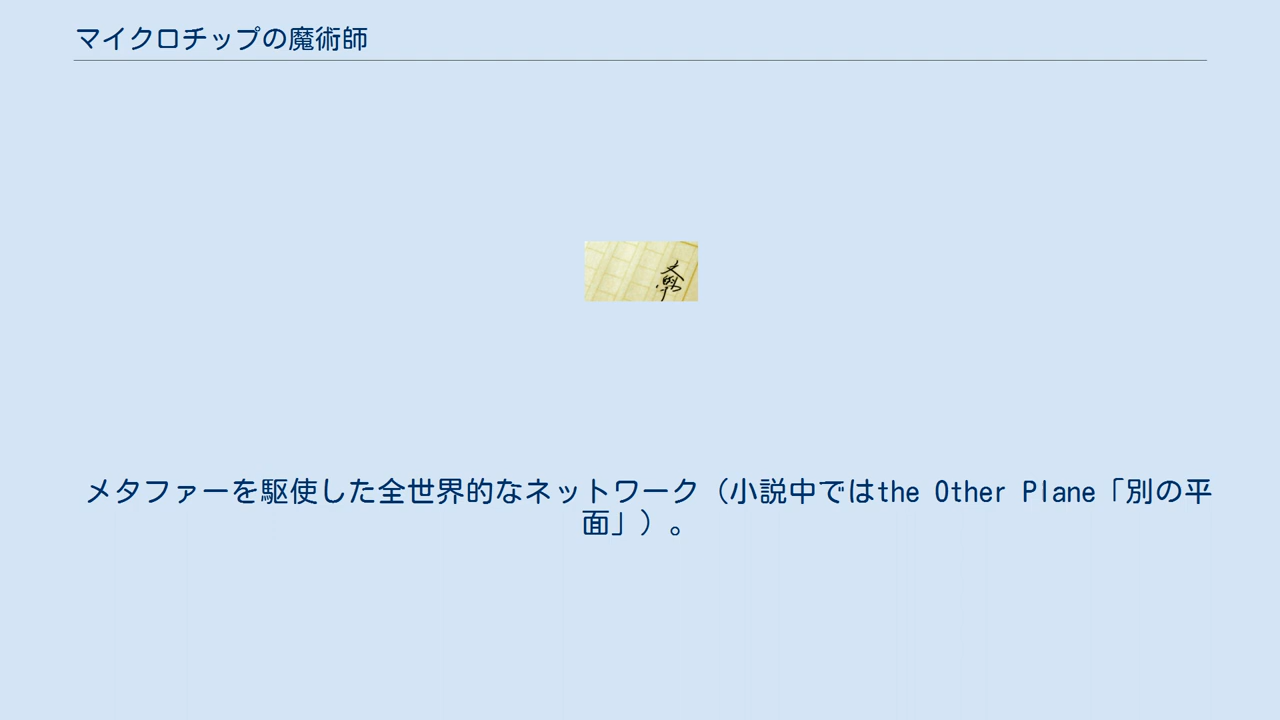 マイクロチップの魔術師
メタファーを駆使した全世界的なネットワーク（小説中ではthe Other Plane「別の平
面」）。